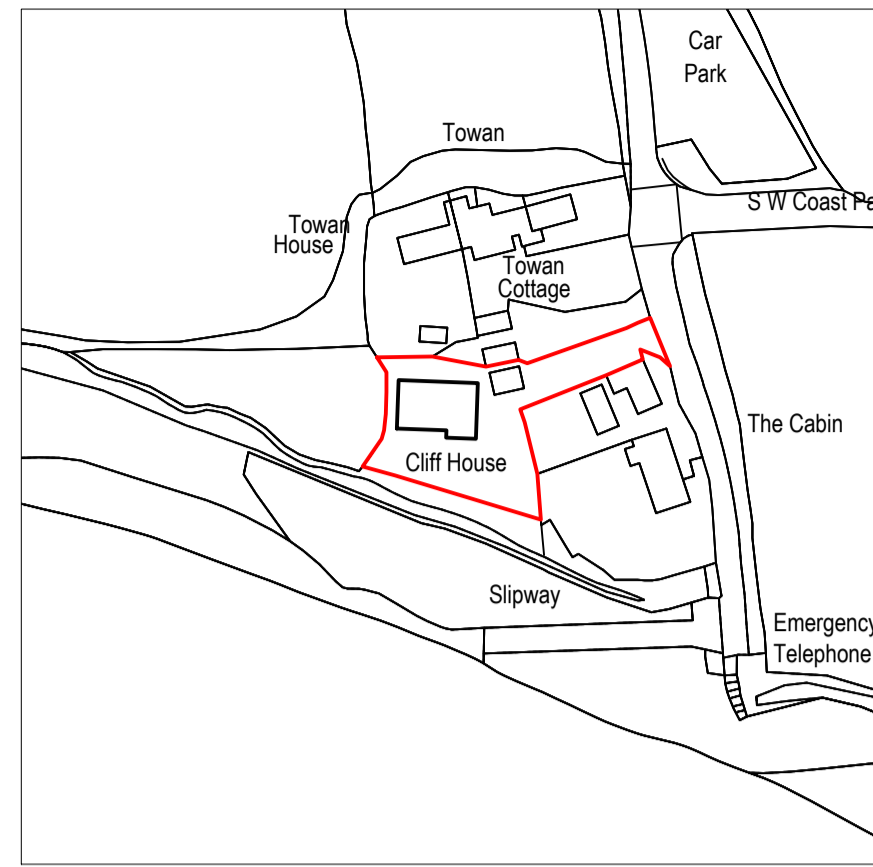 Car
Park
Towan
S W Coast Pa
Towan
House
Towan
Cottage
The Cabin
Cliff House
Slipway
Emergency
Telephone